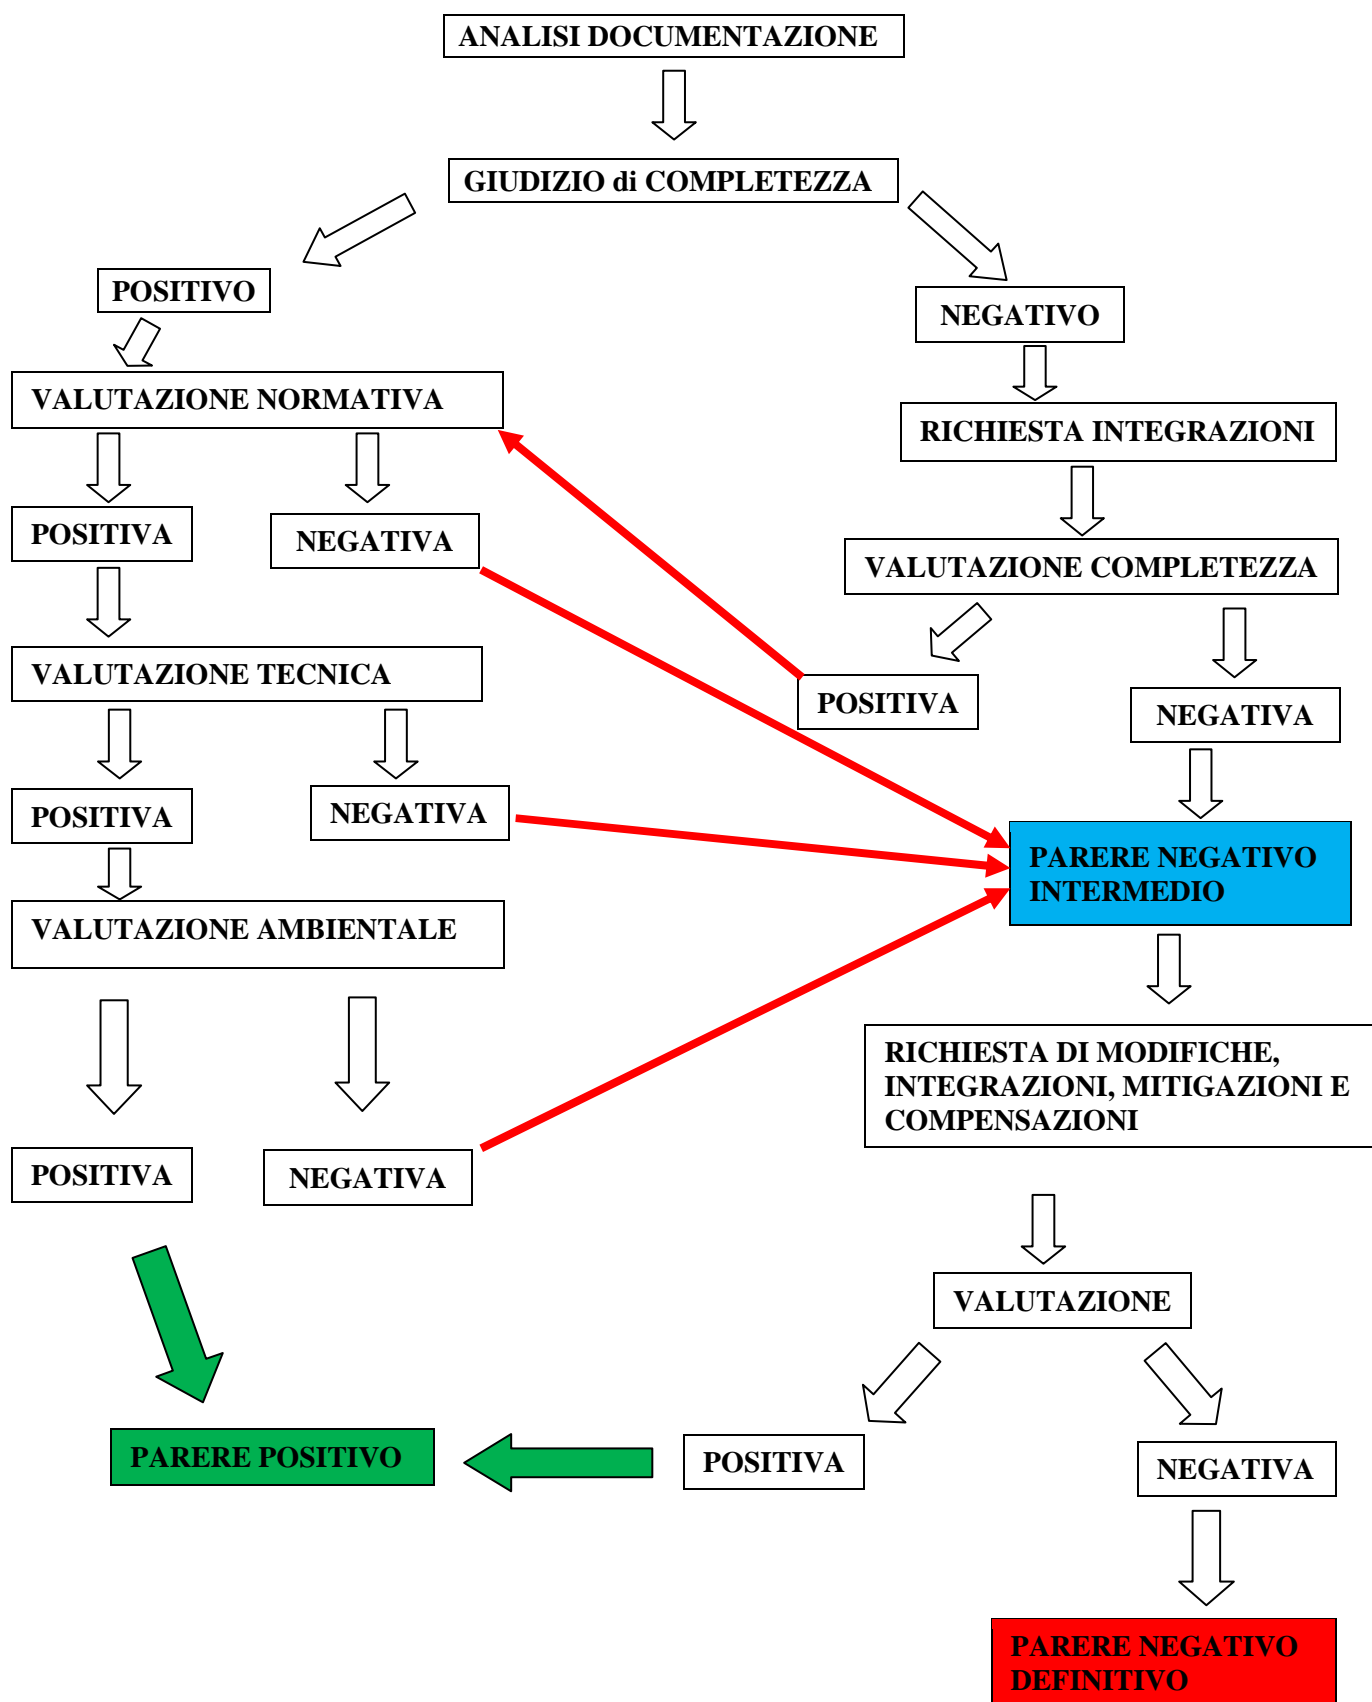 ANALISI DOCUMENTAZIONE
GIUDIZIO di COMPLETEZZA
POSITIVO
NEGATIVO
VALUTAZIONE NORMATIVA
RICHIESTA INTEGRAZIONI
POSITIVA
NEGATIVA
VALUTAZIONE COMPLETEZZA
VALUTAZIONE TECNICA
POSITIVA
NEGATIVA
POSITIVA
NEGATIVA
PARERE NEGATIVO
INTERMEDIO
VALUTAZIONE AMBIENTALE
RICHIESTA DI MODIFICHE,
INTEGRAZIONI, MITIGAZIONI E
COMPENSAZIONI
POSITIVA
NEGATIVA
VALUTAZIONE
PARERE POSITIVO
POSITIVA
NEGATIVA
PARERE NEGATIVO
DEFINITIVO